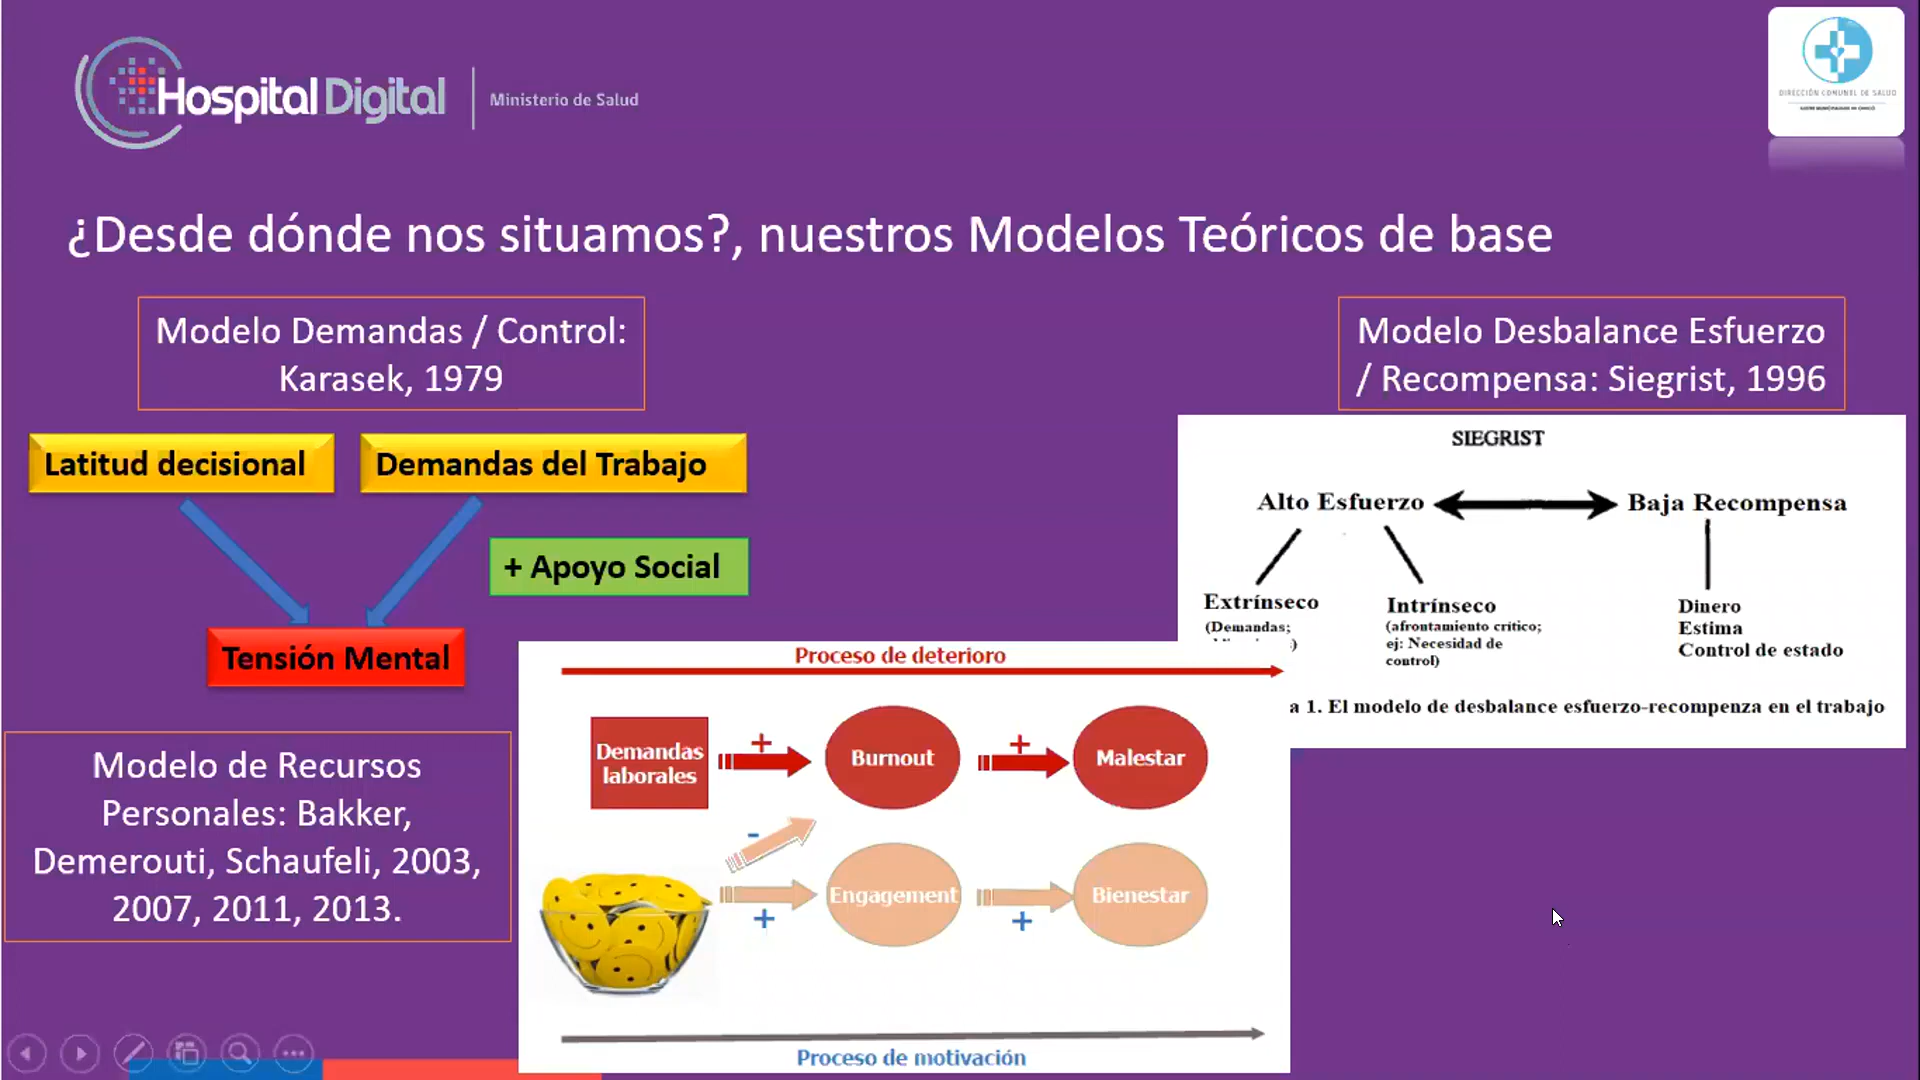 Hospital Digital
Ministerio de Salud
DIRECCIÓN COMUNAL DE SALUD
¿Desde dónde nos situamos?, nuestros Modelos Teóricos de base
Modelo Demandas / Control:
Karasek, 1979
Modelo Desbalance Esfuerzo
/ Recompensa: Siegrist, 1996
Latitud decisional
Demandas del Trabajo
+ Apoyo Social
Tensión Mental
SIEGRIST
Alto Esfuerzo
Baja Recompensa
Extrínseco
(Demandas;
Intrínseco
(afrontamiento crítico;
ej: Necesidad de
control)
Dinero
Estima
Control de estado
a 1. El modelo de desbalance esfuerzo-recompenza en el trabajo
Modelo de Recursos
Personales: Bakker,
Demerouti, Schaufeli, 2003,
2007, 2011, 2013.
Proceso de deterioro
Demandas
laborales
+
Burnout
+
Malestar
-
+
Engagement
+
Bienestar
Proceso de motivación